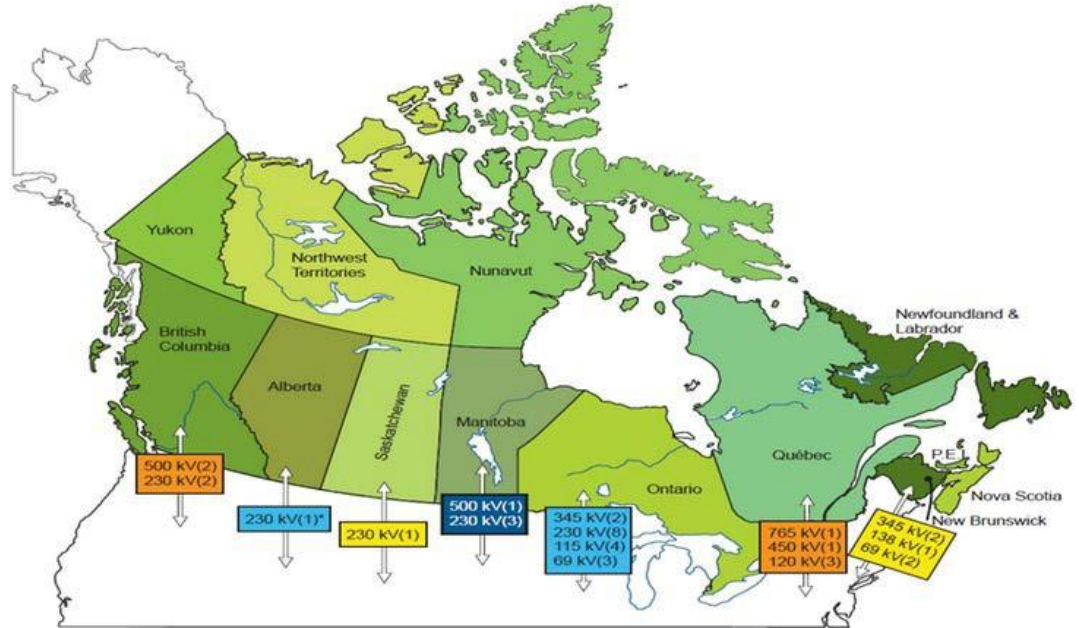 Yukon
Northwest
Territories
Nunavut
Newfoundland &
Labrador
British
Columbia
Alberta
Saskatchewan
Manitoba
Ontario
Québec
P.E.I.
Nova Scotia
New Brunswick
500 kV(2)
230 kV(2)
230 kV(1)*
230 kV(1)
500 kV(1)
230 kV(3)
345 kV(2)
230 kV(8)
115 kV(4)
69 kV(3)
765 kV(1)
450 kV(1)
120 kV(3)
345 kV(2)
138 kV(1)
69 kV(2)